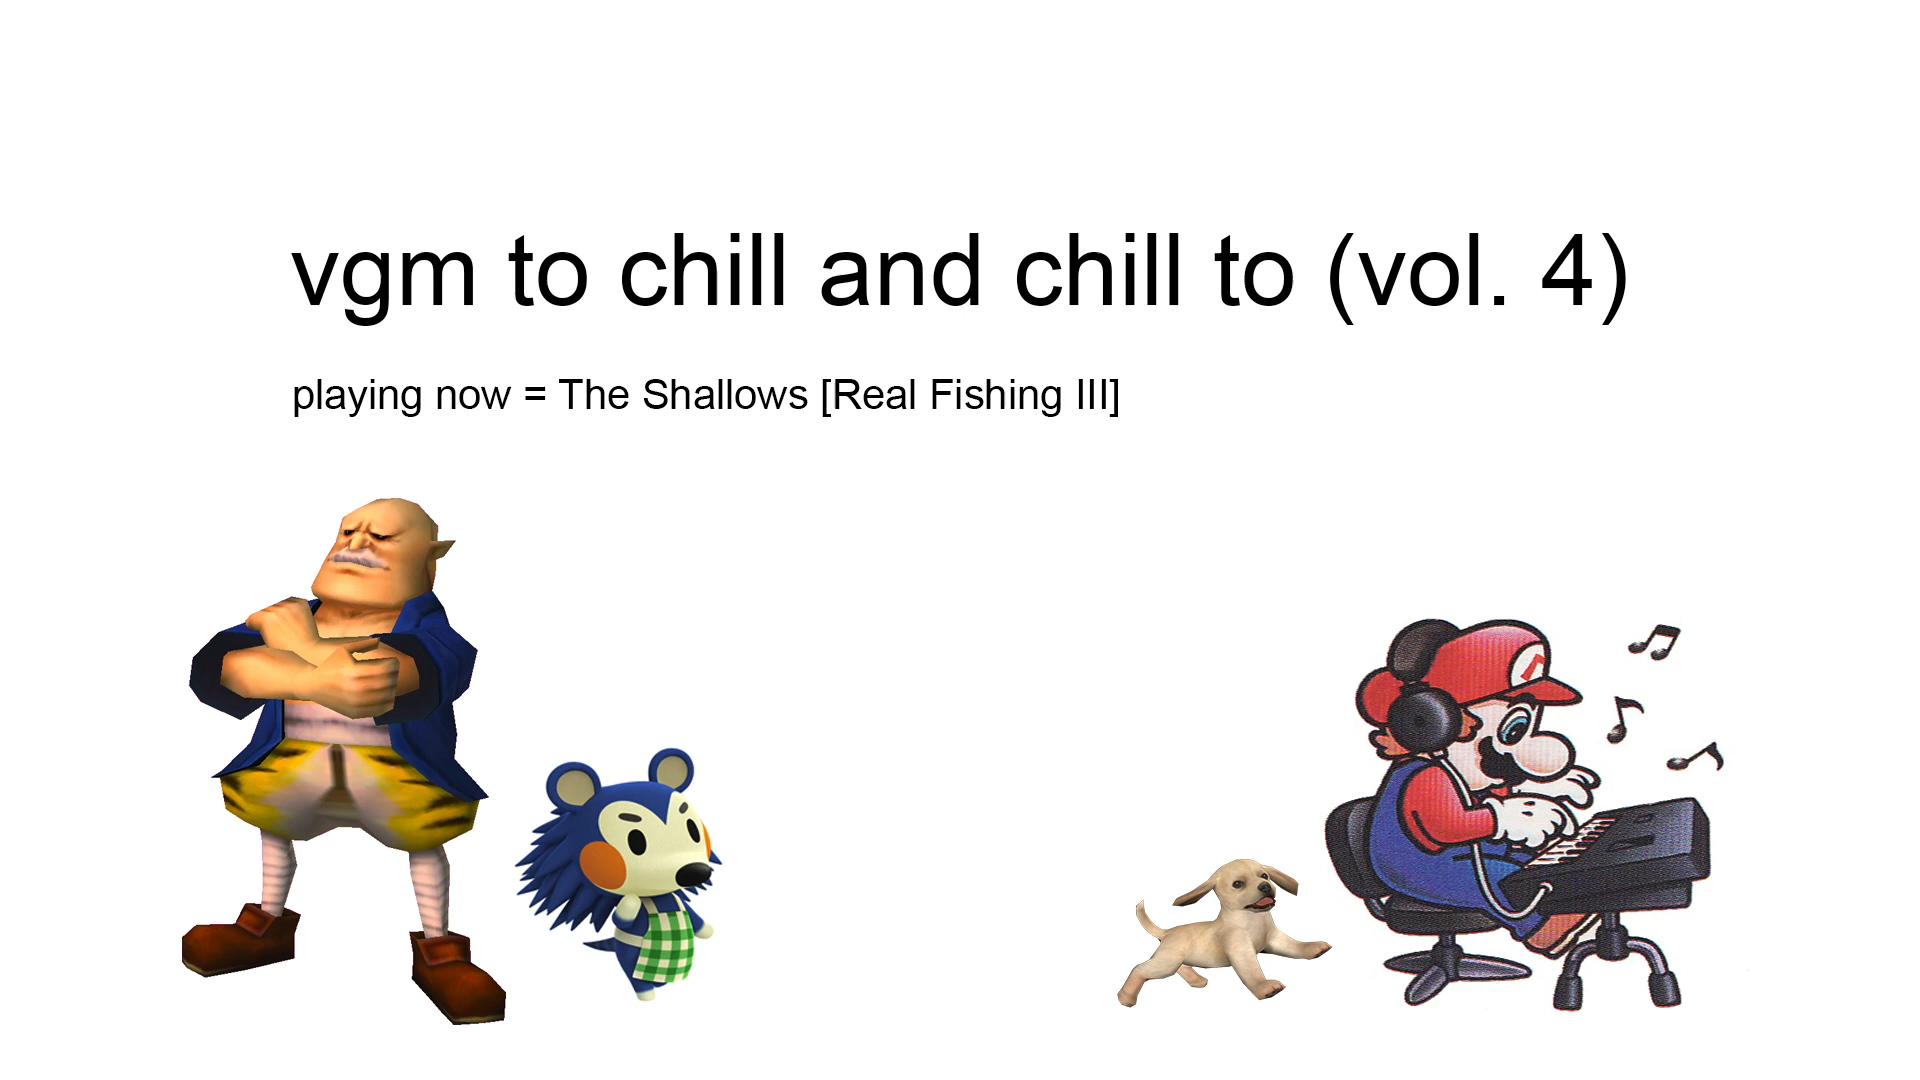 vgm to chill and chill to (vol. 4)
playing now = The Shallows [Real Fishing III]